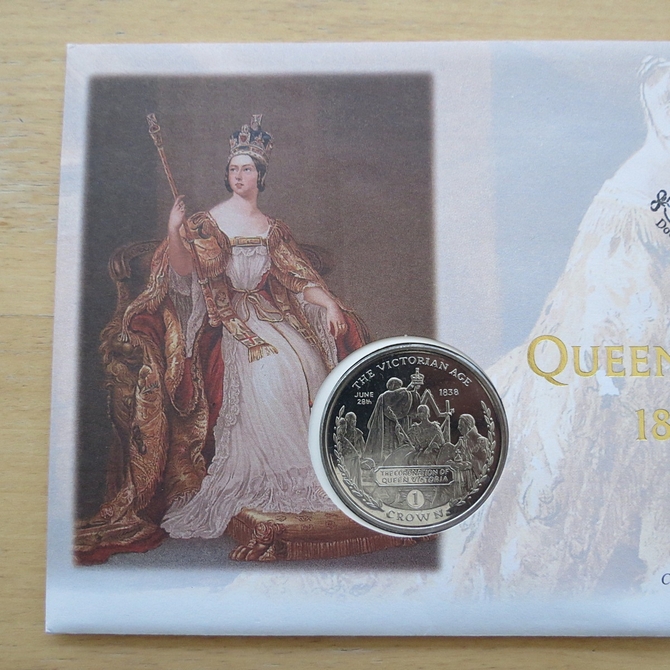 THE VICTORIAN AGE
JUNE
28th
1838
THE CORONATION OF
QUEEN VICTORIA
1
CROWN
QUEEN
18